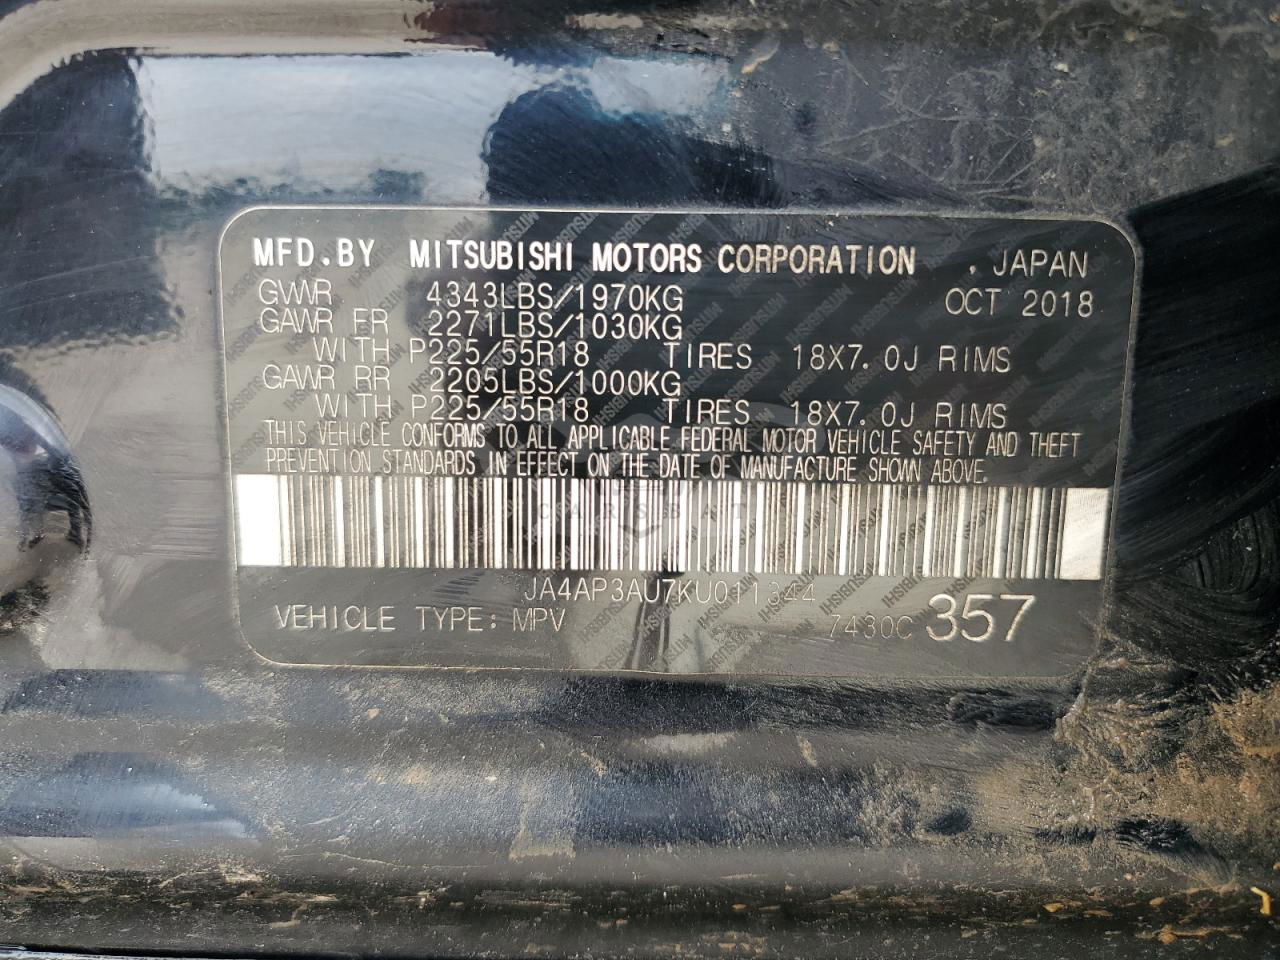 MFD.BY MITSUBISHI MOTORS CORPORATION . JAPAN
GVWR 4343LBS/1970KG OCT 2018
GAWR FR 2271LBS/1030KG
WITH P225/55R18 TIRES 18X7.0J RIMS
GAWR RR 2205LBS/1000KG
WITH P225/55R18 TIRES 18X7.0J RIMS
THIS VEHICLE CONFORMS TO ALL APPLICABLE FEDERAL MOTOR VEHICLE SAFETY AND THEFT
PREVENTION STANDARDS IN EFFECT ON THE DATE OF MANUFACTURE SHOWN ABOVE.
JA4AP3AU7KU011344
VEHICLE TYPE: MPV 7430C 357